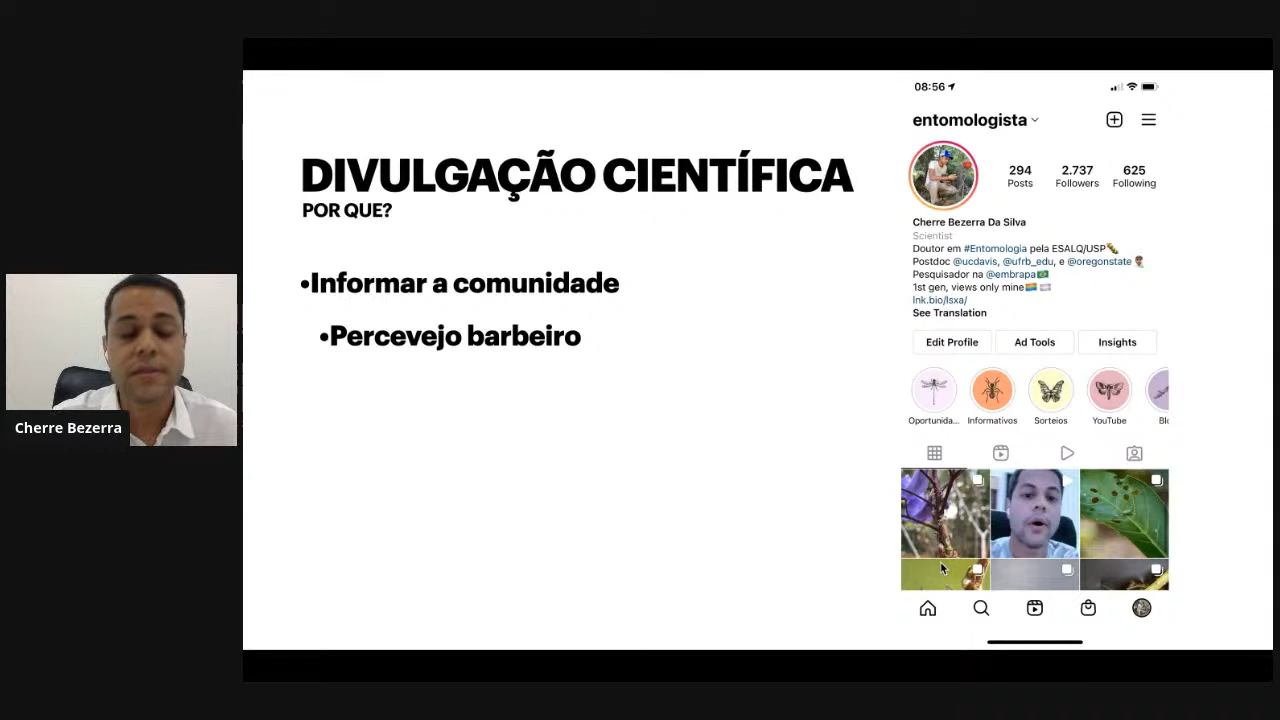 Cherre Bezerra
DIVULGAÇÃO CIENTÍFICA
POR QUE?
•Informar a comunidade
•Percevejo barbeiro
08:56
entomologista
294 2.737 625
Posts Followers Following
Cherre Bezerra Da Silva
Scientist
Doutor em #Entomologia pela ESALQ/USP
Postdoc @ucdavis, @ufrb_edu, e @oregonstate
Pesquisador na @embrapa
1st gen, views only mine
lnk.bio/lsxa/
See Translation
Edit Profile Ad Tools Insights
Oportunida... Informativos Sorteios YouTube Blo